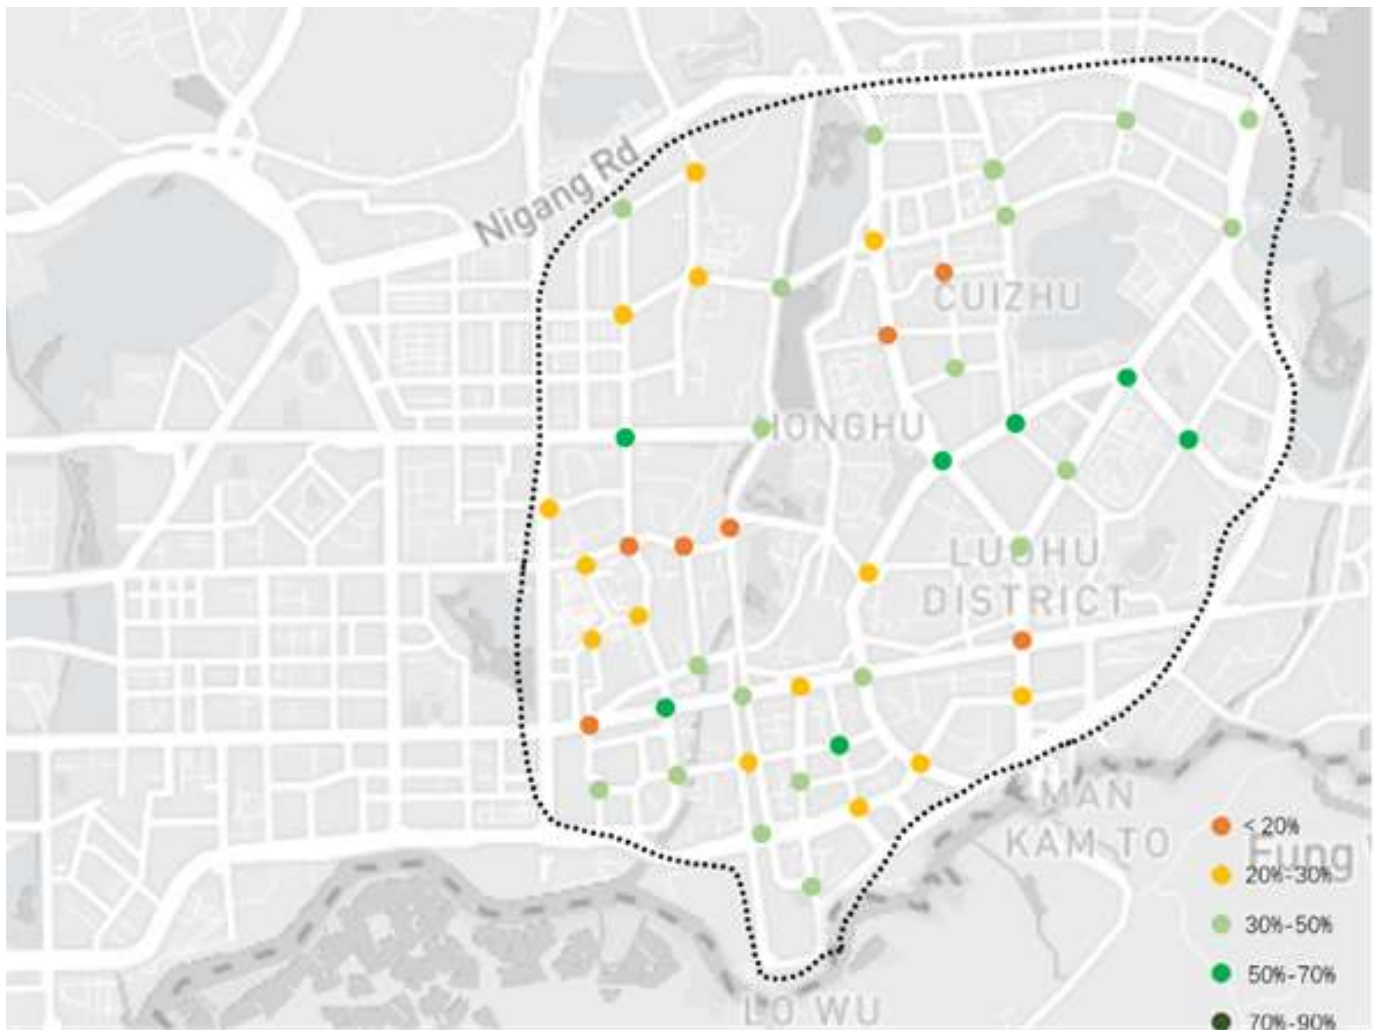 Nigang Rd
CUIZHU
HONGHU
LUOHU
DISTRICT
MAN
KAM TO
< 20%
Fung
20%-30%
30%-50%
50%-70%
70%-90%
LO WU